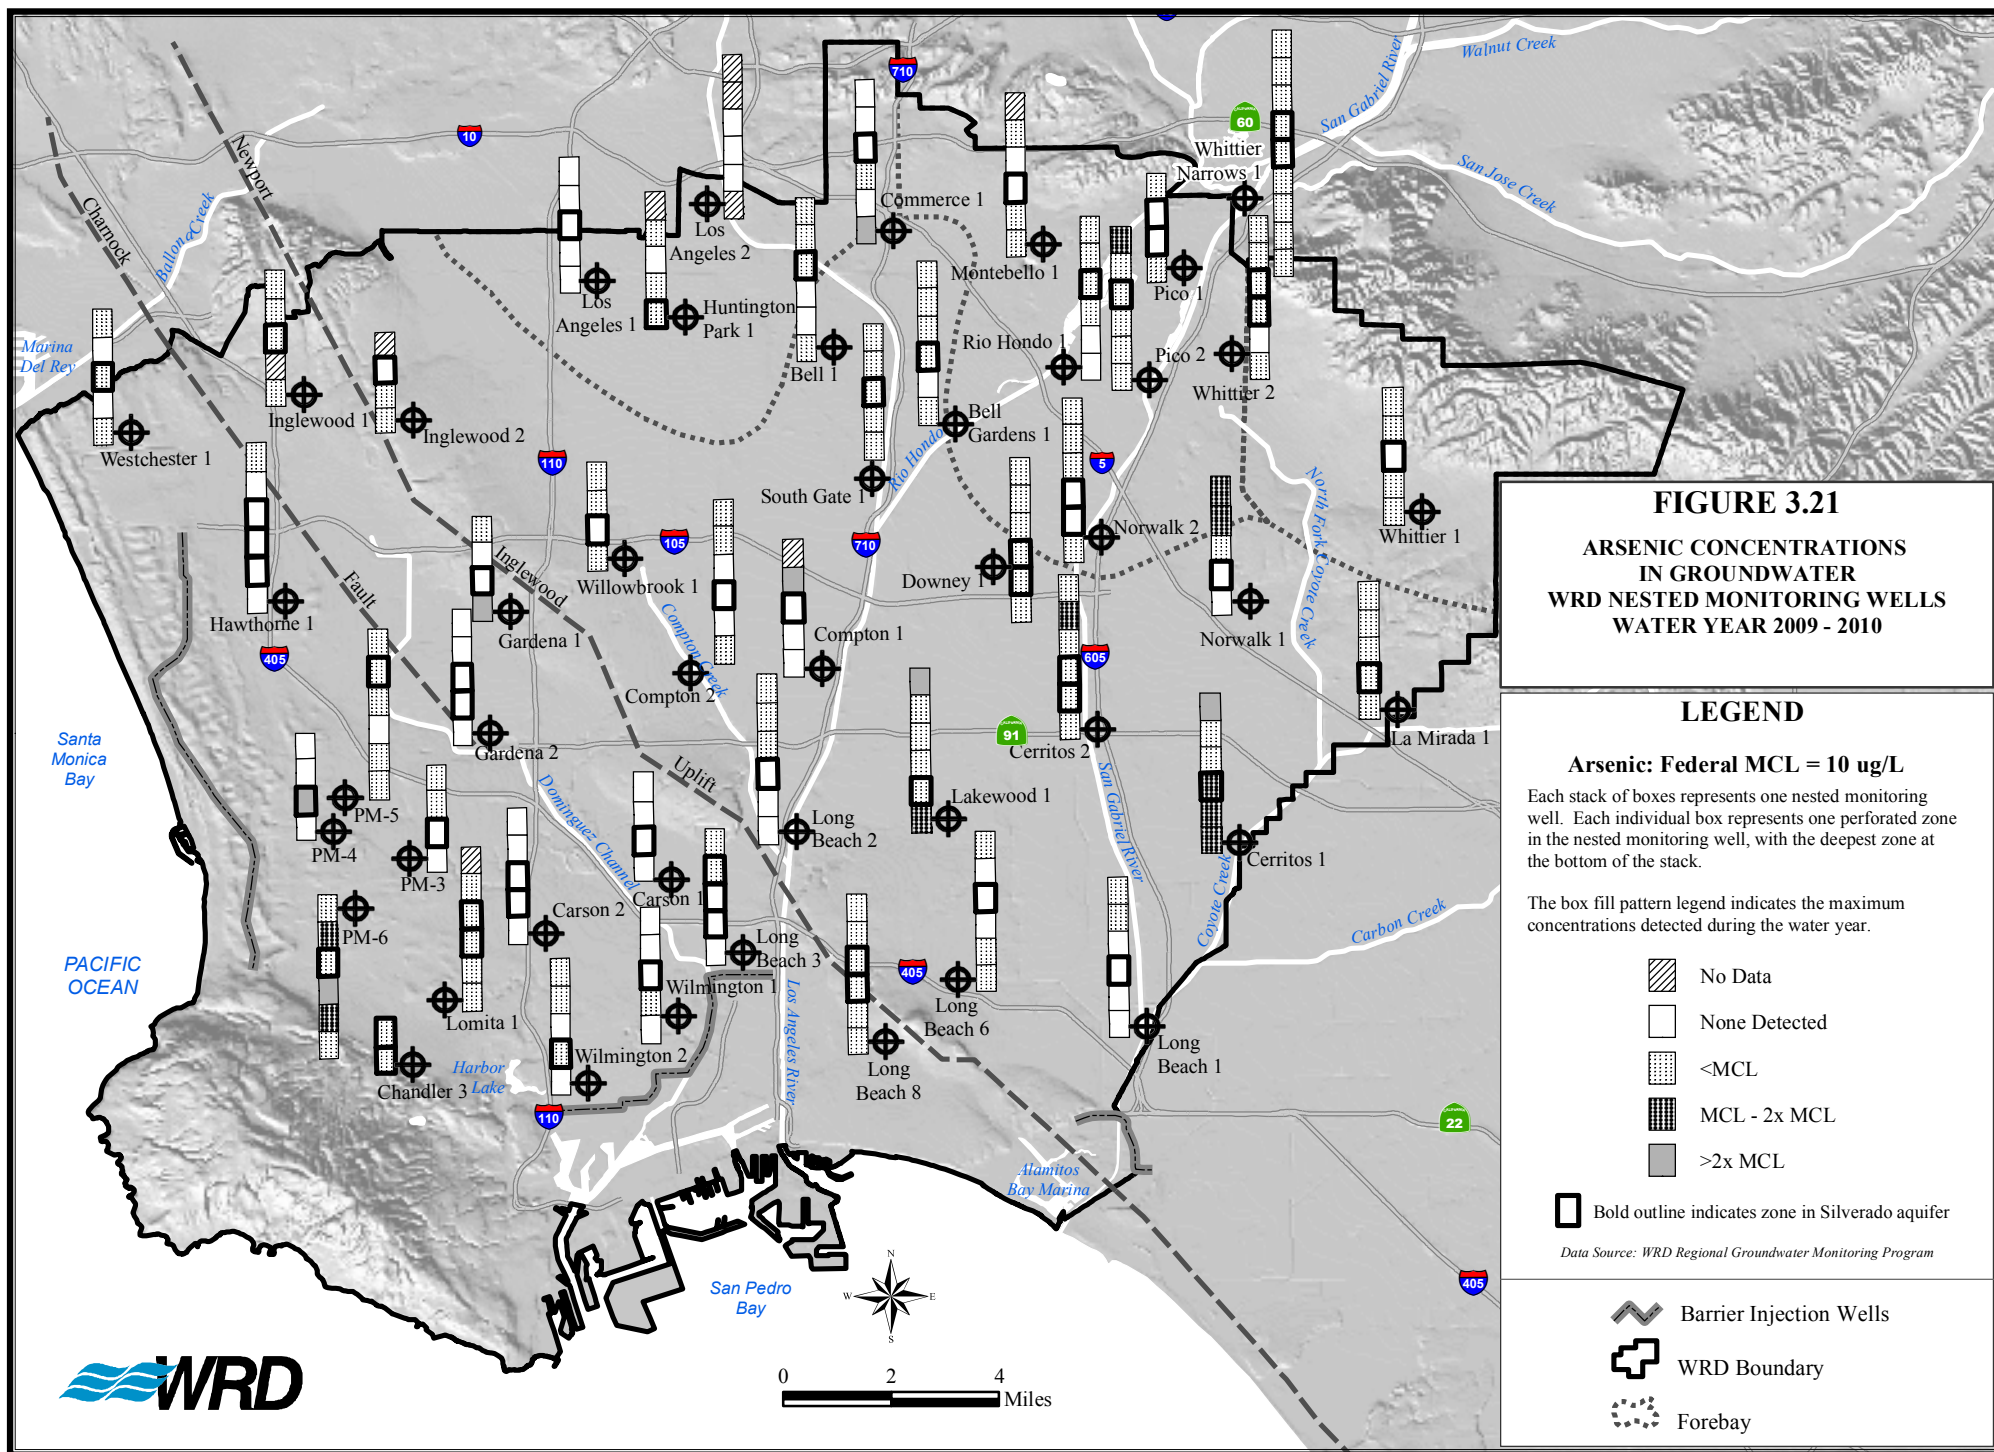 Walnut Creek
San Gabriel River
710
10
60
Whittier
Narrows 1
San Jose Creek
Newport
Charnock
Ballona Creek
Commerce 1
Los
Angeles 2
Montebello 1
Pico 1
Los
Angeles 1
Huntington
Park 1
Marina
Del Rey
Bell 1
Rio Hondo 1
Pico 2
Whittier 2
Inglewood 1
Inglewood 2
Westchester 1
Bell
Gardens 1
Rio Hondo
110
5
South Gate 1
North Fork Coyote Creek
Whittier 1
Norwalk 2
105
710
Inglewood
Willowbrook 1
Downey 1
Fault
Hawthorne 1
Gardena 1
Compton Creek
Compton 1
Norwalk 1
405
605
Compton 2
La Mirada 1
91
Cerritos 2
Gardena 2
Santa
Monica
Bay
Uplift
Dominguez Channel
San Gabriel River
Lakewood 1
PM-5
PM-4
Long
Beach 2
Cerritos 1
PM-3
Carson 1
Carson 2
Coyote Creek
Carbon Creek
PM-6
Long
Beach 3
PACIFIC
OCEAN
405
Wilmington 1
Los Angeles River
Long
Beach 6
Lomita 1
Long
Beach 1
Wilmington 2
Harbor
Lake
Chandler 3
Long
Beach 8
110
22
Alamitos
Bay Marina
San Pedro
Bay
N
W
E
S
405
WRD
0
2
4
Miles
FIGURE 3.21
ARSENIC CONCENTRATIONS
IN GROUNDWATER
WRD NESTED MONITORING WELLS
WATER YEAR 2009 - 2010
LEGEND
Arsenic: Federal MCL = 10 ug/L
Each stack of boxes represents one nested monitoring
well. Each individual box represents one perforated zone
in the nested monitoring well, with the deepest zone at
the bottom of the stack.
The box fill pattern legend indicates the maximum
concentrations detected during the water year.
No Data
None Detected
<MCL
MCL - 2x MCL
>2x MCL
Bold outline indicates zone in Silverado aquifer
Data Source: WRD Regional Groundwater Monitoring Program
Barrier Injection Wells
WRD Boundary
Forebay